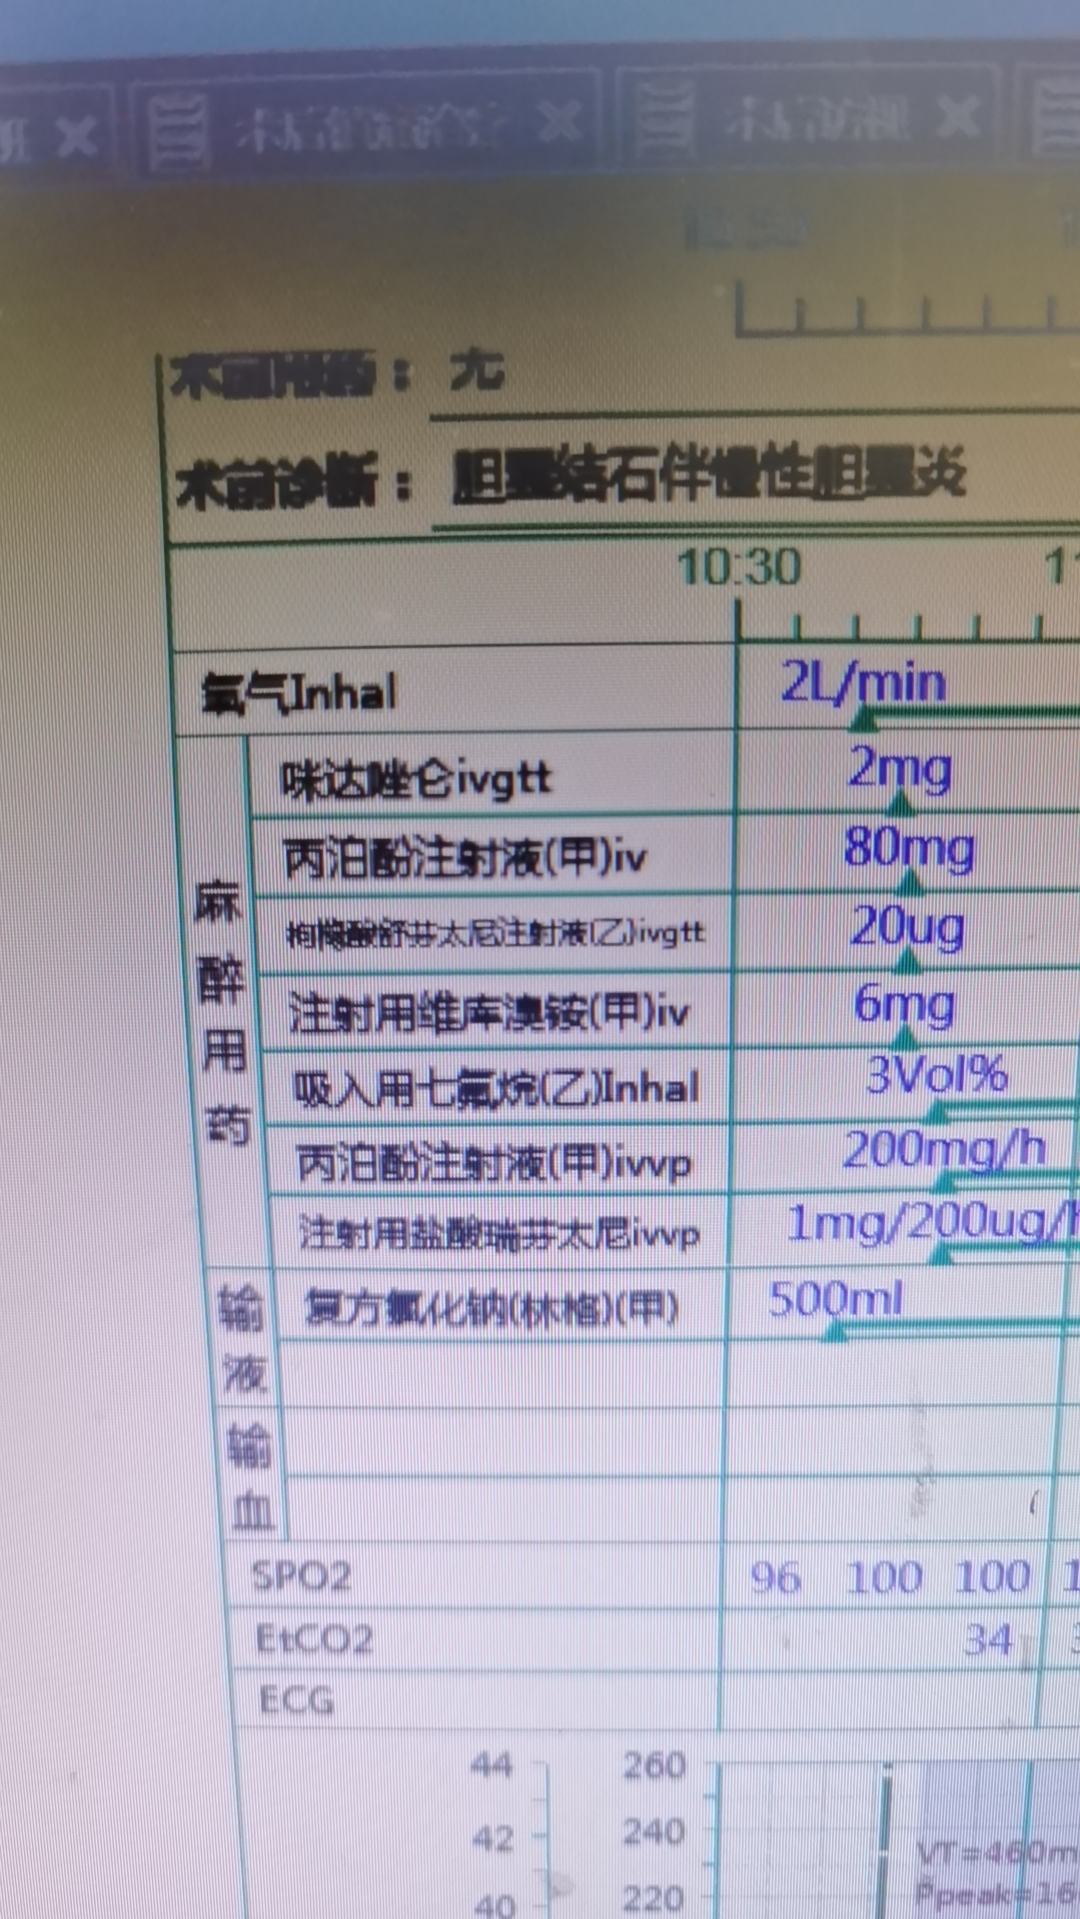 术前用药： 无
术前诊断： 胆囊结石伴慢性胆囊炎
10:30
氧气Inhal 2L/min
麻醉用药
咪达唑仑ivgtt 2mg
丙泊酚注射液(甲)iv 80mg
枸橼酸舒芬太尼注射液(乙)ivgtt 20ug
注射用维库溴铵(甲)iv 6mg
吸入用七氟烷(乙)Inhal 3Vol%
丙泊酚注射液(甲)ivvp 200mg/h
注射用盐酸瑞芬太尼ivvp 1mg/200ug/h
输液
复方氯化钠(林格)(甲) 500ml
输血
SPO2 96 100 100
EtCO2 34
ECG
44 260
42 240 VT=460m
40 220 Ppeak=16